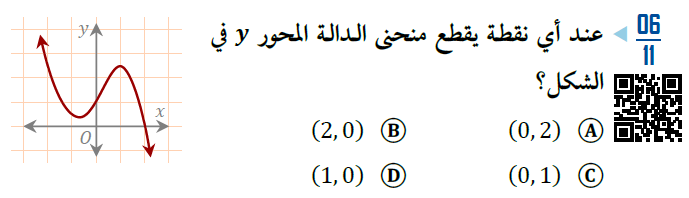 06
11
عند أي نقطة يقطع منحنى الدالة المحور y في
الشكل؟
A (0, 2)
B (2, 0)
C (0, 1)
D (1, 0)
y
x
O